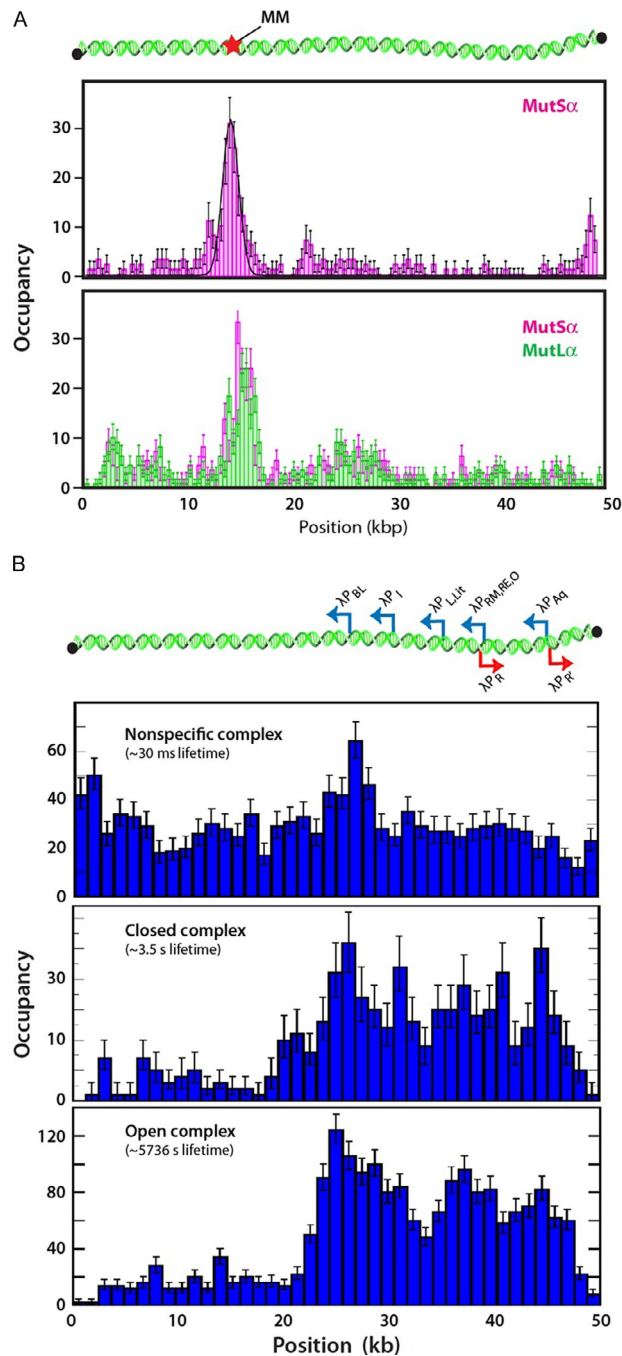 A
MM
MutSα
30
20
10
0
MutSα
MutLα
30
20
10
0
Occupancy
0 10 20 30 40 50
Position (kbp)
B
λP_BL λP_I λP_L,Lit λP_RM,RE,O λP_Aq
λP_R λP_R'
Nonspecific complex
(~30 ms lifetime)
60
40
20
0
Closed complex
(~3.5 s lifetime)
30
10
0
Open complex
(~5736 s lifetime)
120
80
40
0
Occupancy
0 10 20 30 40 50
Position (kb)